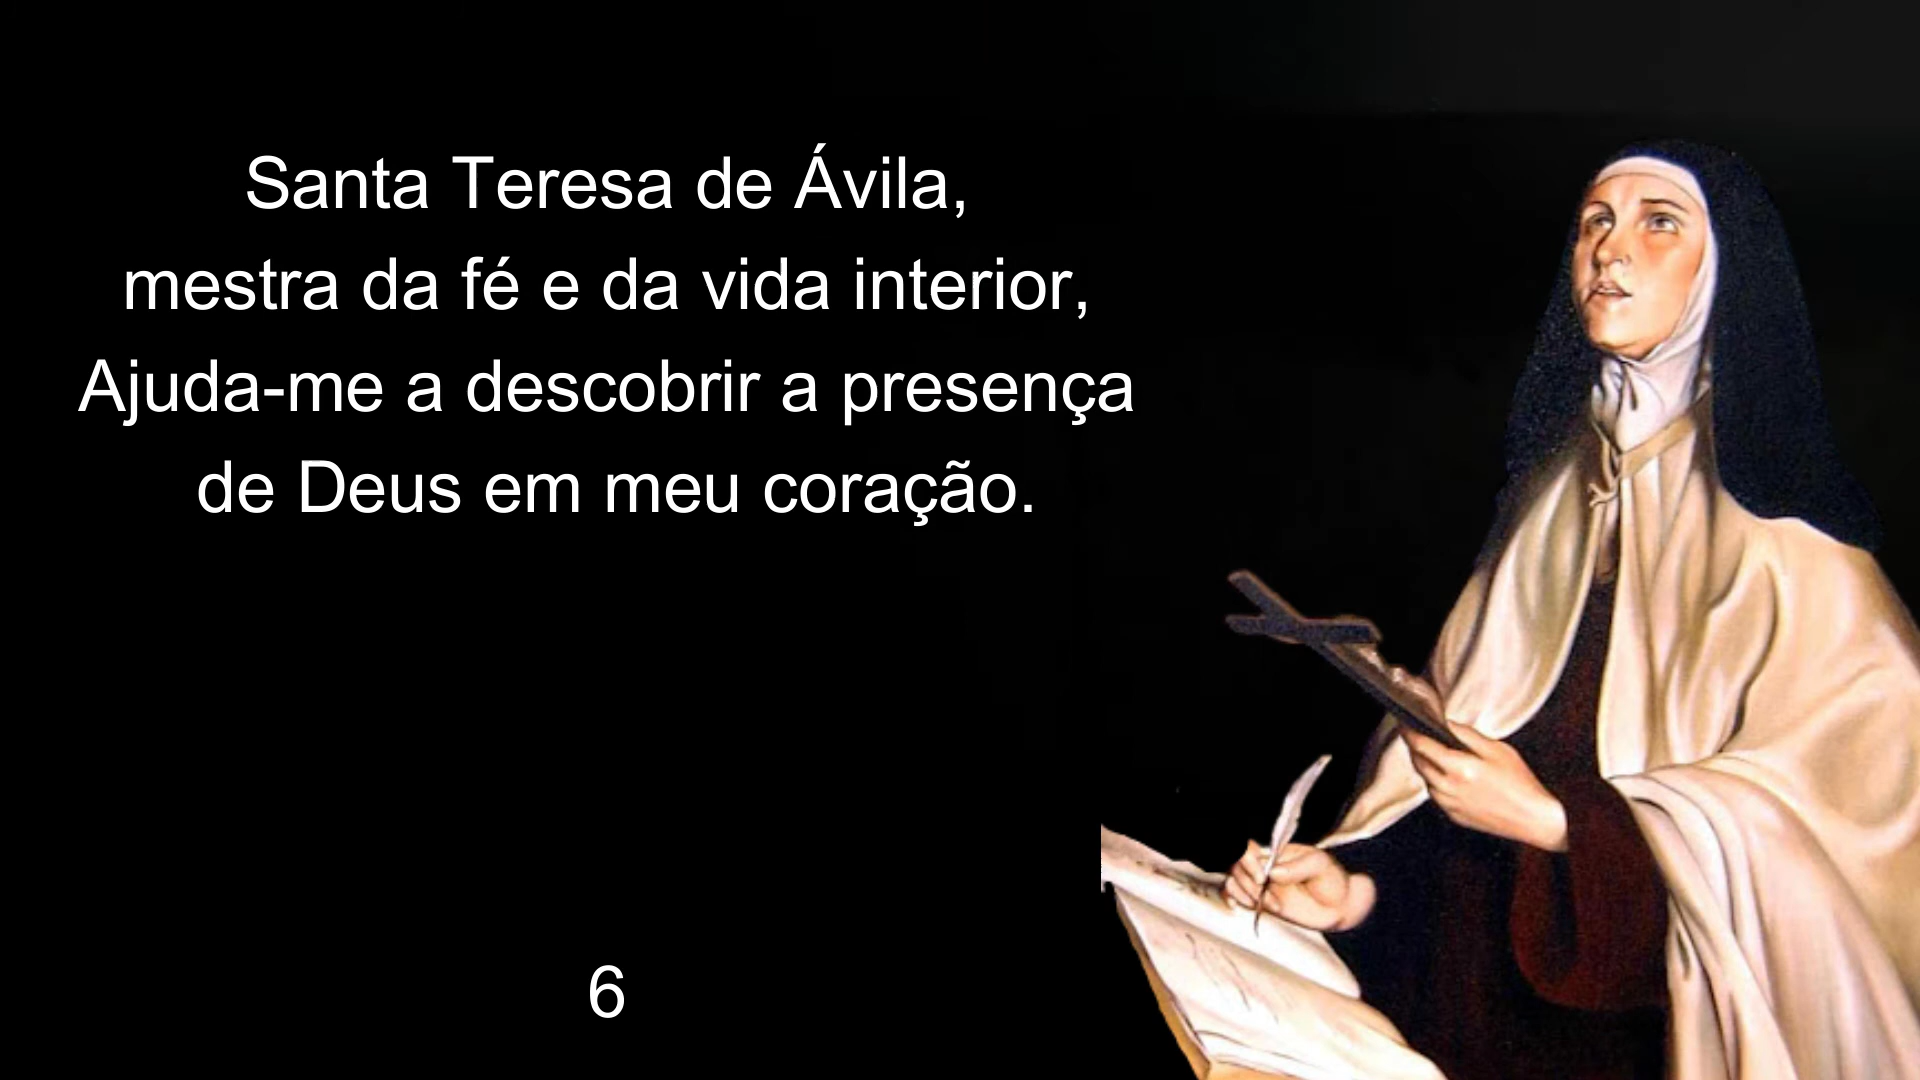 Santa Teresa de Ávila,
mestra da fé e da vida interior,
Ajuda-me a descobrir a presença
de Deus em meu coração.
6